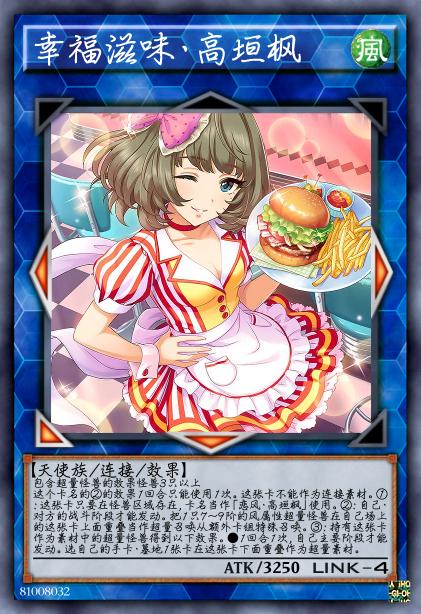 幸福滋味·高垣枫
風
【天使族/连接/效果】
包含超量怪兽的效果怪兽3只以上
这个卡名的②的效果1回合只能使用1次。这张卡不能作为连接素材。①
:这张卡只要在怪兽区域存在,卡名当作「恋风·高垣枫」使用。②:自己·
对方的战斗阶段才能发动。把1只7~9阶的风属性超量怪兽在自己场上
的这张卡上面重叠当作超量召唤从额外卡组特殊召唤。③:持有这张卡
作为素材中的超量怪兽得到以下效果。●1回合1次,自己主要阶段才能
发动。选自己的手卡·墓地1张卡在这张卡下面重叠作为超量素材。
ATK/3250 LINK-4
81008032